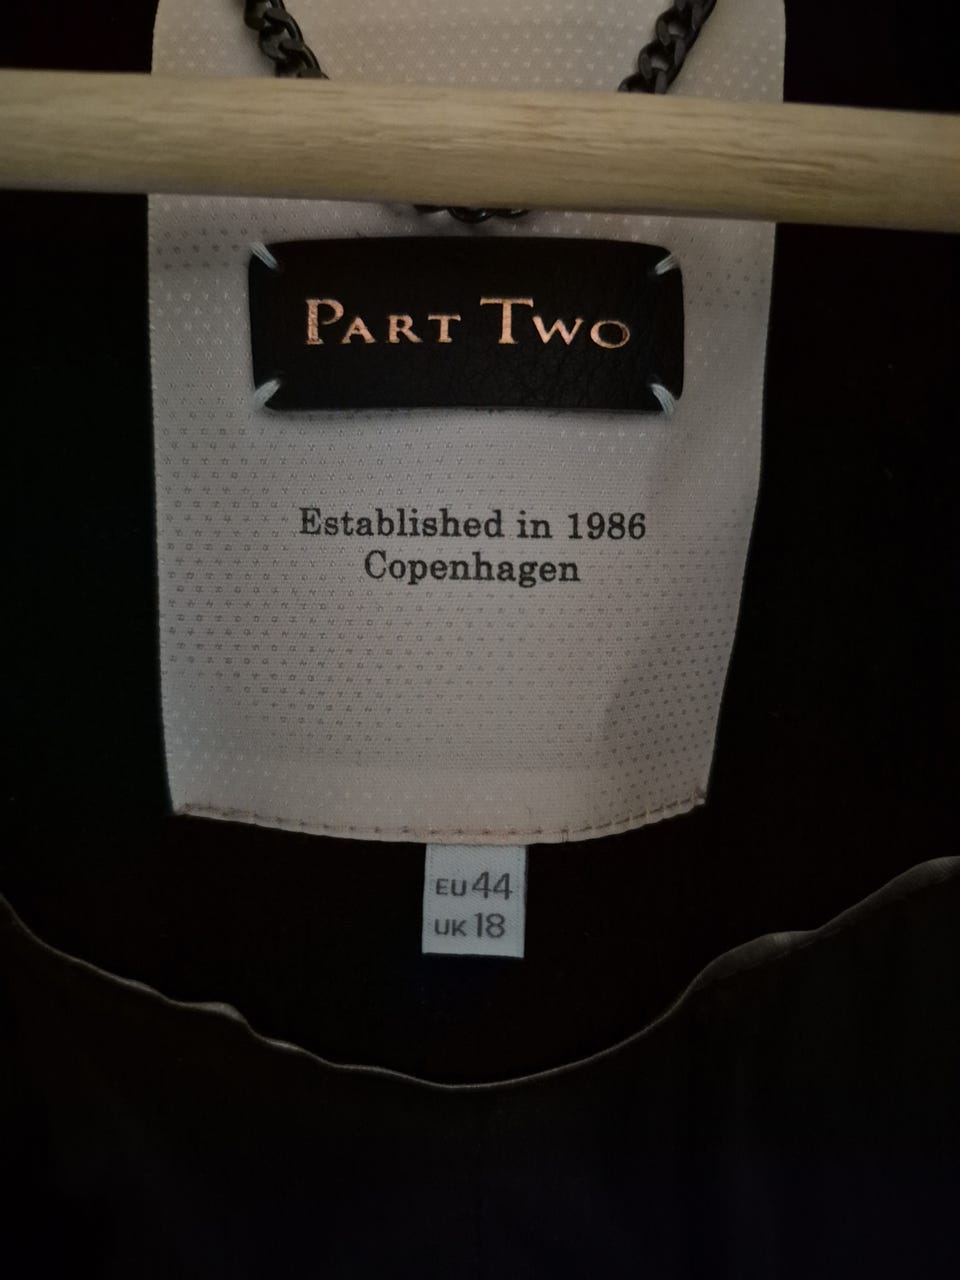 PART TWO
Established in 1986
Copenhagen
EU 44
UK 18